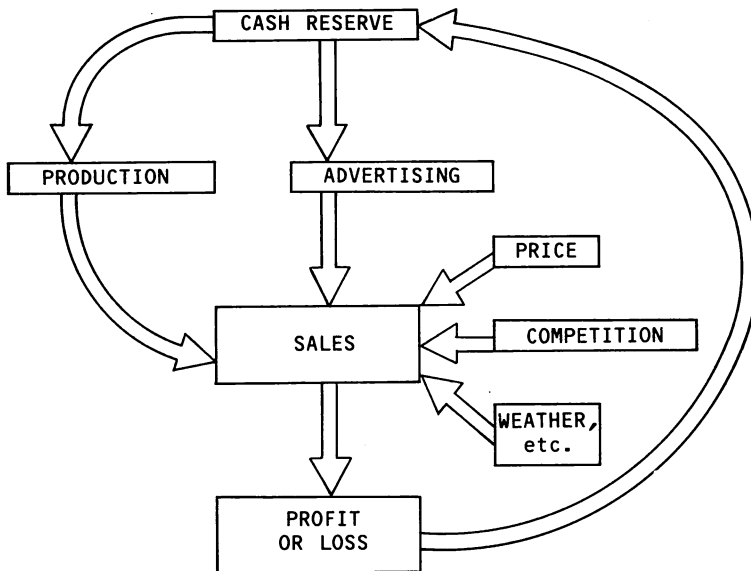 CASH RESERVE
PRODUCTION
ADVERTISING
PRICE
SALES
COMPETITION
WEATHER,
etc.
PROFIT
OR LOSS